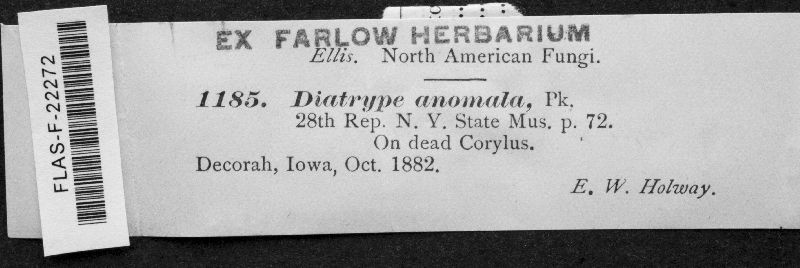 EX FARLOW HERBARIUM
Ellis. North American Fungi.
1185. Diatrype anomala, Pk.
28th Rep. N. Y. State Mus. p. 72.
On dead Corylus.
Decorah, Iowa, Oct. 1882.
E. W. Holway.
FLAS-F-22272